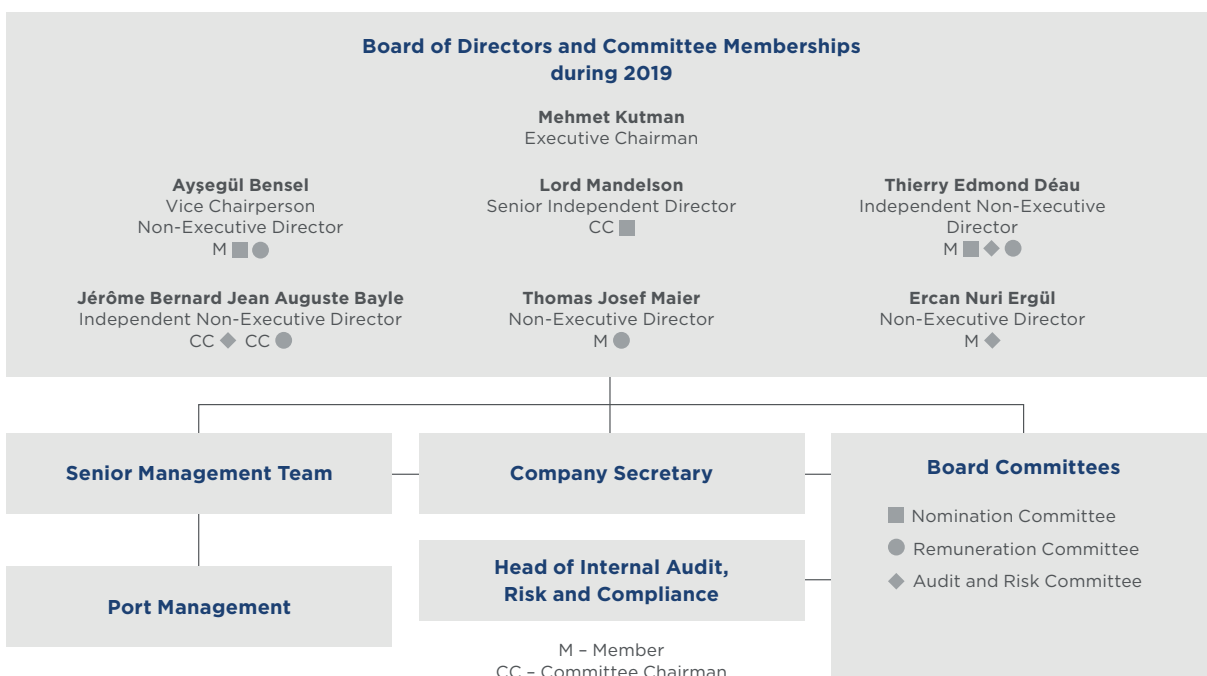 Board of Directors and Committee Memberships
during 2019
Mehmet Kutman
Executive Chairman
Ayşegül Bensel
Vice Chairperson
Non-Executive Director
M ■ ●
Lord Mandelson
Senior Independent Director
CC ■
Thierry Edmond Déau
Independent Non-Executive
Director
M ■ ◆ ●
Jérôme Bernard Jean Auguste Bayle
Independent Non-Executive Director
CC ◆ CC ●
Thomas Josef Maier
Non-Executive Director
M ●
Ercan Nuri Ergül
Non-Executive Director
M ◆
Senior Management Team
Company Secretary
Board Committees
■ Nomination Committee
● Remuneration Committee
◆ Audit and Risk Committee
Head of Internal Audit,
Risk and Compliance
Port Management
M – Member
CC – Committee Chairman